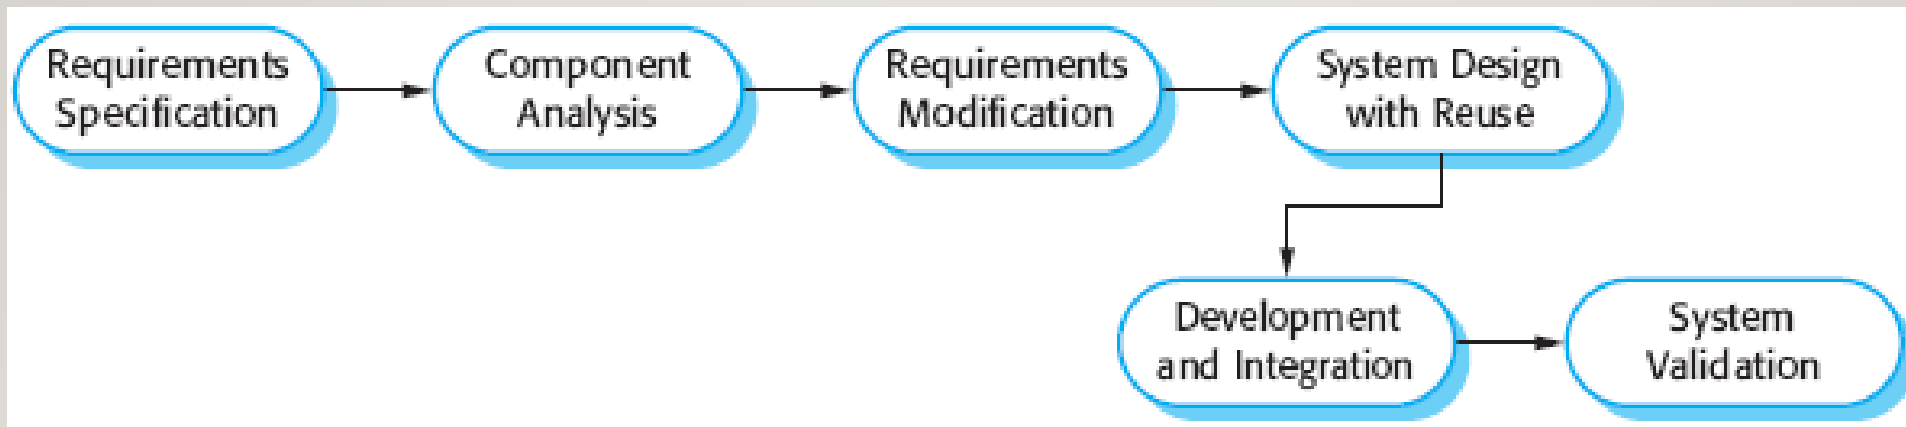 Requirements
Specification
Component
Analysis
Requirements
Modification
System Design
with Reuse
Development
and Integration
System
Validation